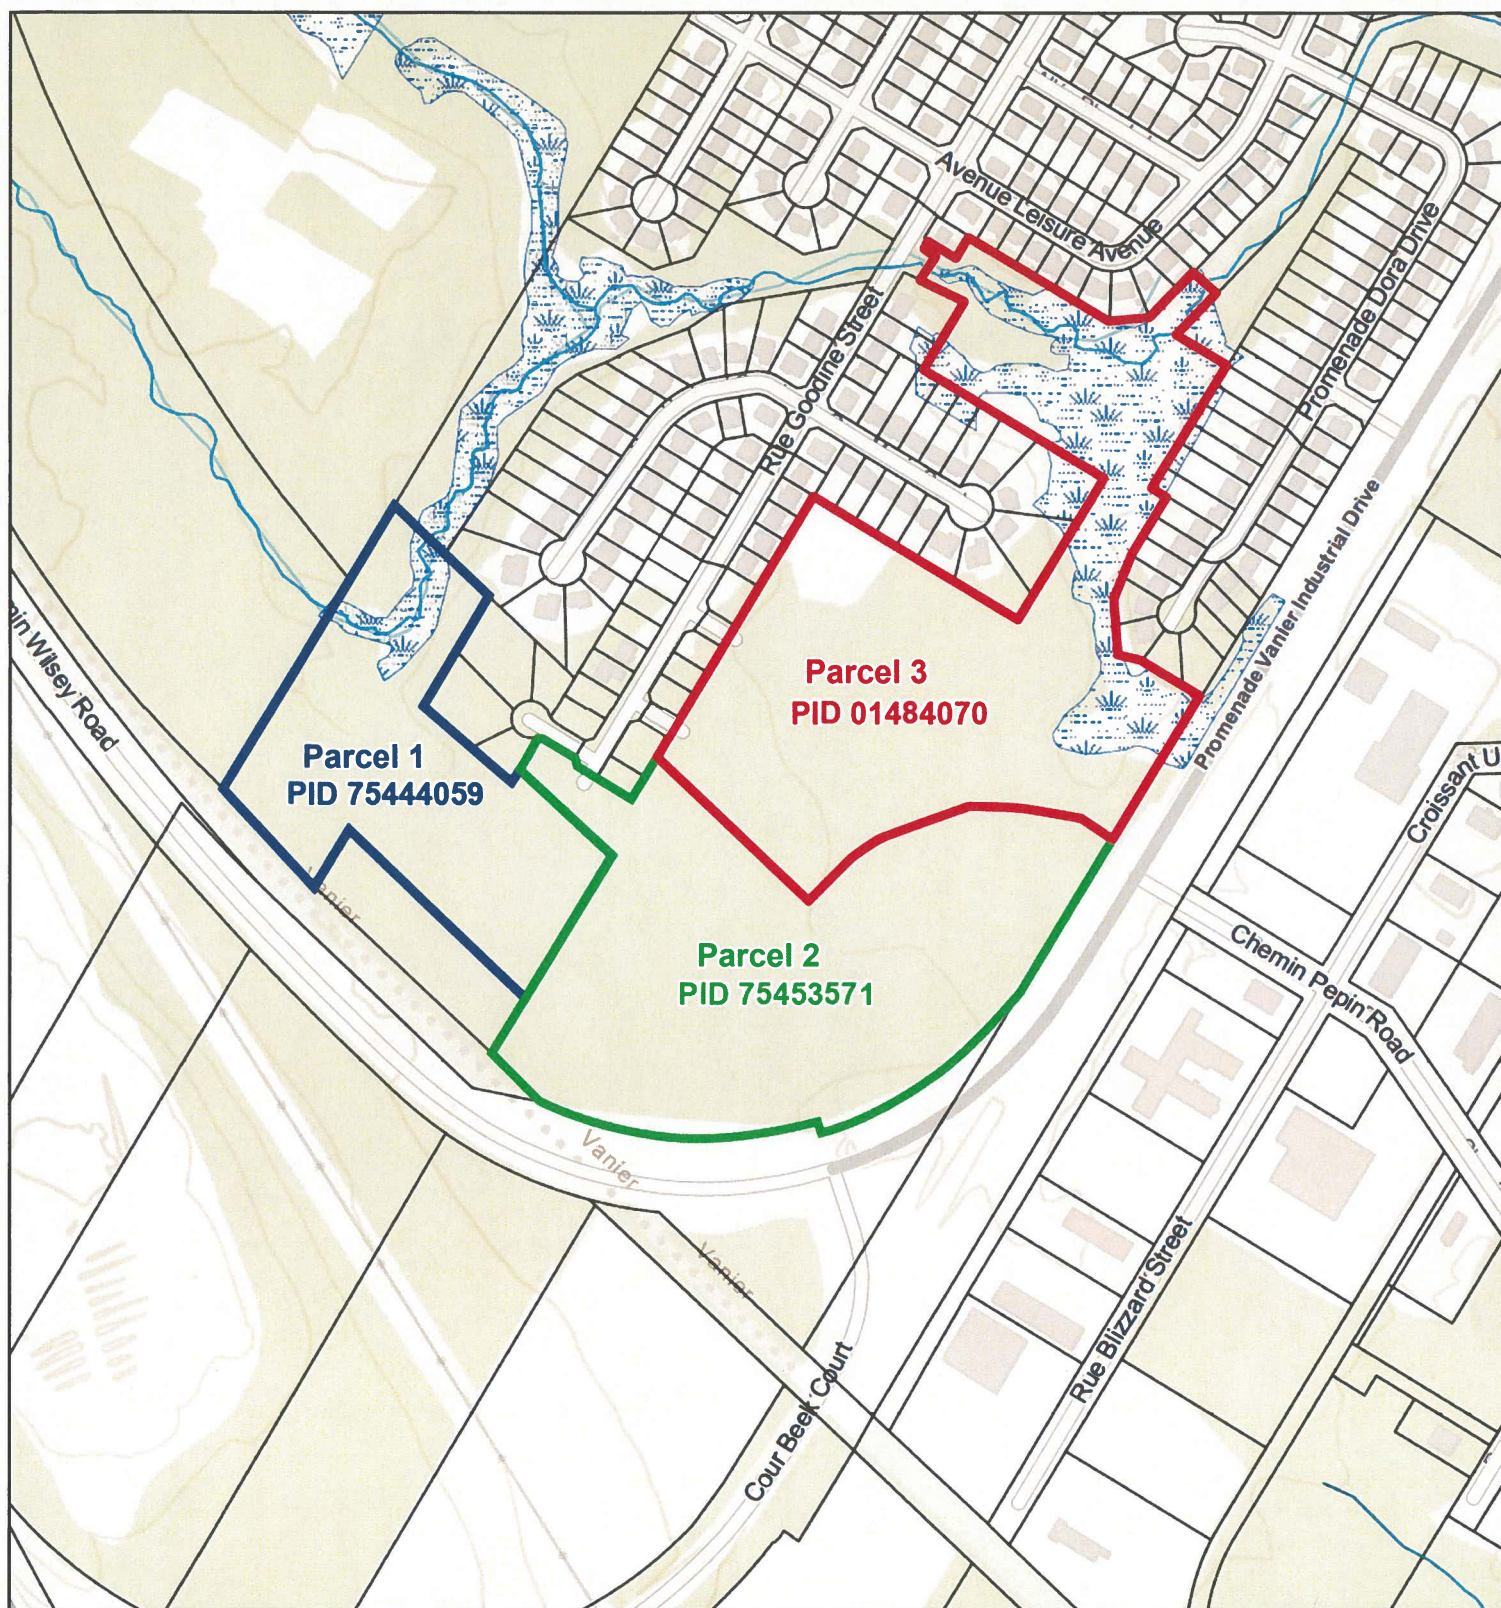 Avenue Leisure Avenue
Promenade Dora Drive
Rue Goodine Street
Promenade Vanier Industrial Drive
min Wilsey Road
Parcel 3
PID 01484070
Parcel 1
PID 75444059
Croissant U
Vanier
Parcel 2
PID 75453571
Chemin Pepin Road
Vanier
Vanier
Rue Blizzard Street
Cour Beek Court